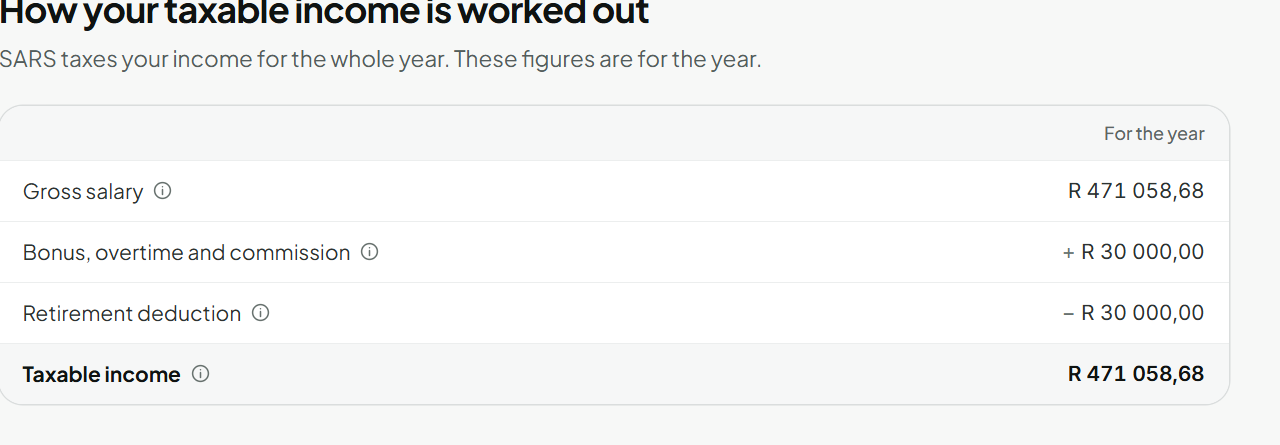 How your taxable income is worked out
SARS taxes your income for the whole year. These figures are for the year.
For the year
Gross salary R 471 058,68
Bonus, overtime and commission + R 30 000,00
Retirement deduction − R 30 000,00
Taxable income R 471 058,68